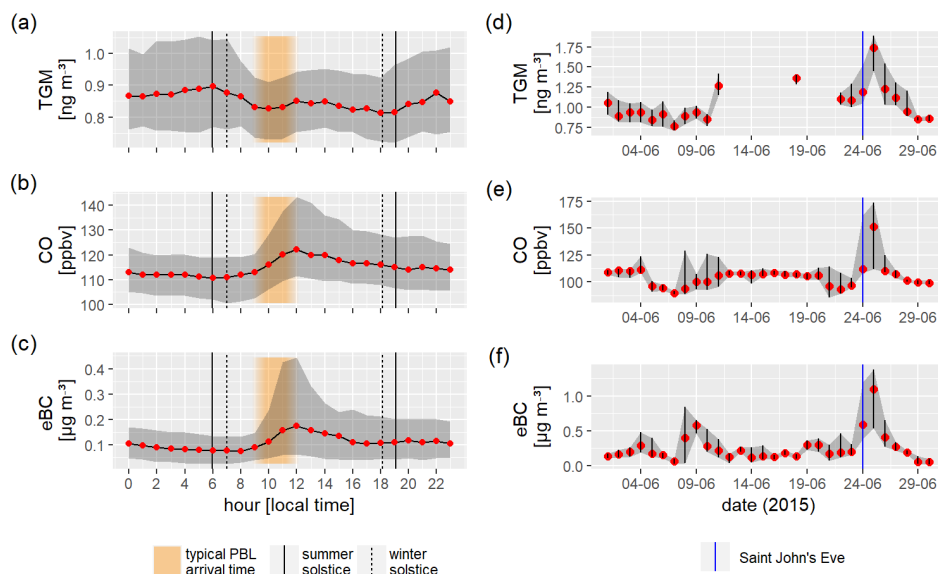 (a)
TGM
[ng m⁻³]
1.0
0.9
0.8
(b)
CO
[ppbv]
140
130
120
110
100
(c)
eBC
[µg m⁻³]
0.4
0.3
0.2
0.1
0 2 4 6 8 10 12 14 16 18 20 22
hour [local time]
typical PBL
arrival time
summer
solstice
winter
solstice
(d)
TGM
[ng m⁻³]
1.75
1.50
1.25
1.00
0.75
04-06 09-06 14-06 19-06 24-06 29-06
(e)
CO
[ppbv]
175
150
125
100
04-06 09-06 14-06 19-06 24-06 29-06
(f)
eBC
[µg m⁻³]
1.0
0.5
0.0
04-06 09-06 14-06 19-06 24-06 29-06
date (2015)
Saint John's Eve